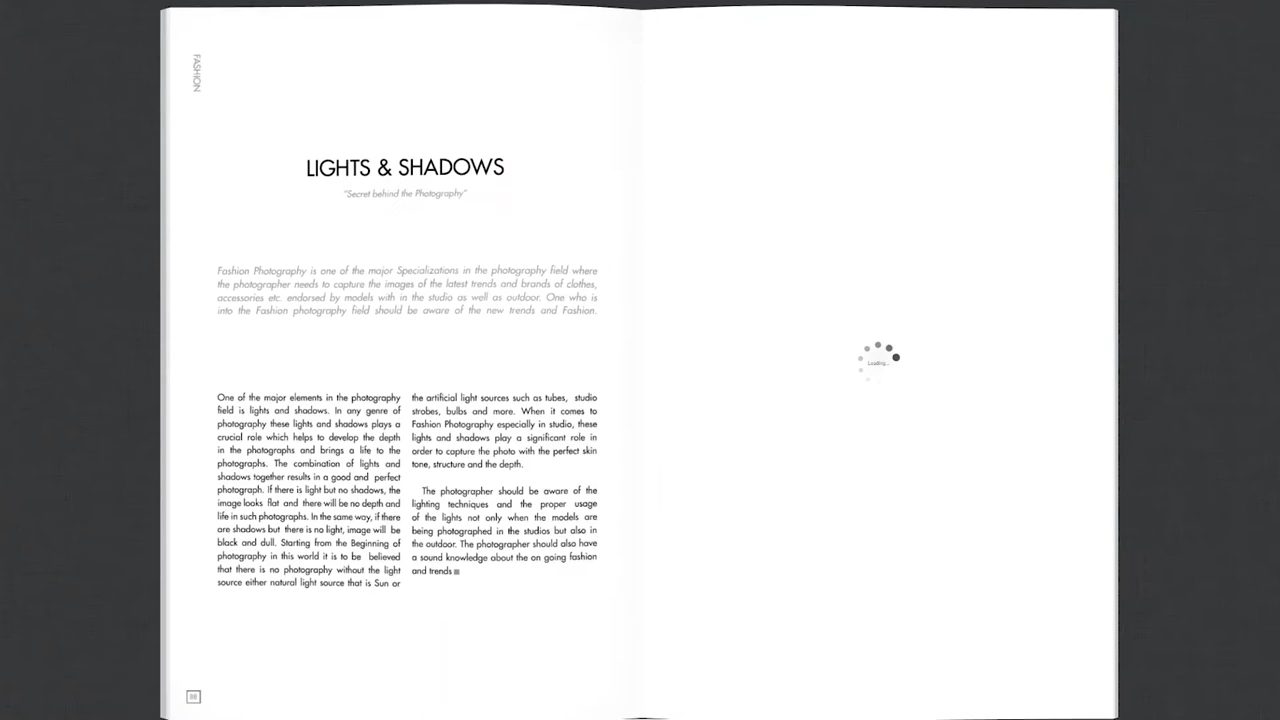 FASHION
LIGHTS & SHADOWS
"Secret behind the Photography"
Fashion Photography is one of the major Specializations in the photography field where
the photographer needs to capture the images of the latest trends and brands of clothes,
accessories etc. endorsed by models with in the studio as well as outdoor. One who is
into the Fashion photography field should be aware of the new trends and Fashion.
One of the major elements in the photography
field is lights and shadows. In any genre of
photography these lights and shadows plays a
crucial role which helps to develop the depth
in the photographs and brings a life to the
photographs. The combination of lights and
shadows together results in a good and perfect
photograph. If there is light but no shadows, the
image looks flat and there will be no depth and
life in such photographs. In the same way, if there
are shadows but there is no light, image will be
black and dull. Starting from the Beginning of
photography in this world it is to be believed
that there is no photography without the light
source either natural light source that is Sun or
the artificial light sources such as tubes, studio
strobes, bulbs and more. When it comes to
Fashion Photography especially in studio, these
lights and shadows play a significant role in
order to capture the photo with the perfect skin
tone, structure and the depth.
The photographer should be aware of the
lighting techniques and the proper usage
of the lights not only when the models are
being photographed in the studios but also in
the outdoor. The photographer should also have
a sound knowledge about the on going fashion
and trends
Loading...